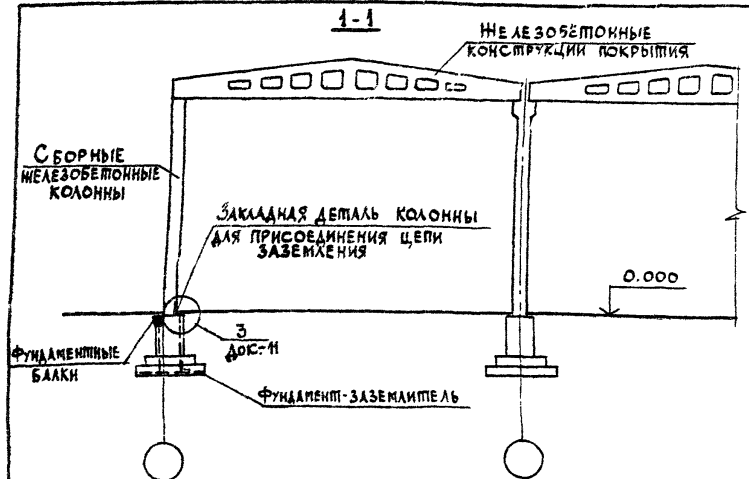 1-1
ЖЕЛЕЗОБЕТОННЫЕ
КОНСТРУКЦИИ ПОКРЫТИЯ
СБОРНЫЕ
ЖЕЛЕЗОБЕТОННЫЕ
КОЛОННЫ
ЗАКЛАДНАЯ ДЕТАЛЬ КОЛОННЫ
ДЛЯ ПРИСОЕДИНЕНИЯ ЦЕПИ
ЗАЗЕМЛЕНИЯ
0.000
3
ДОК.-11
ФУНДАМЕНТНЫЕ
БАЛКИ
ФУНДАМЕНТ-ЗАЗЕМЛИТЕЛЬ